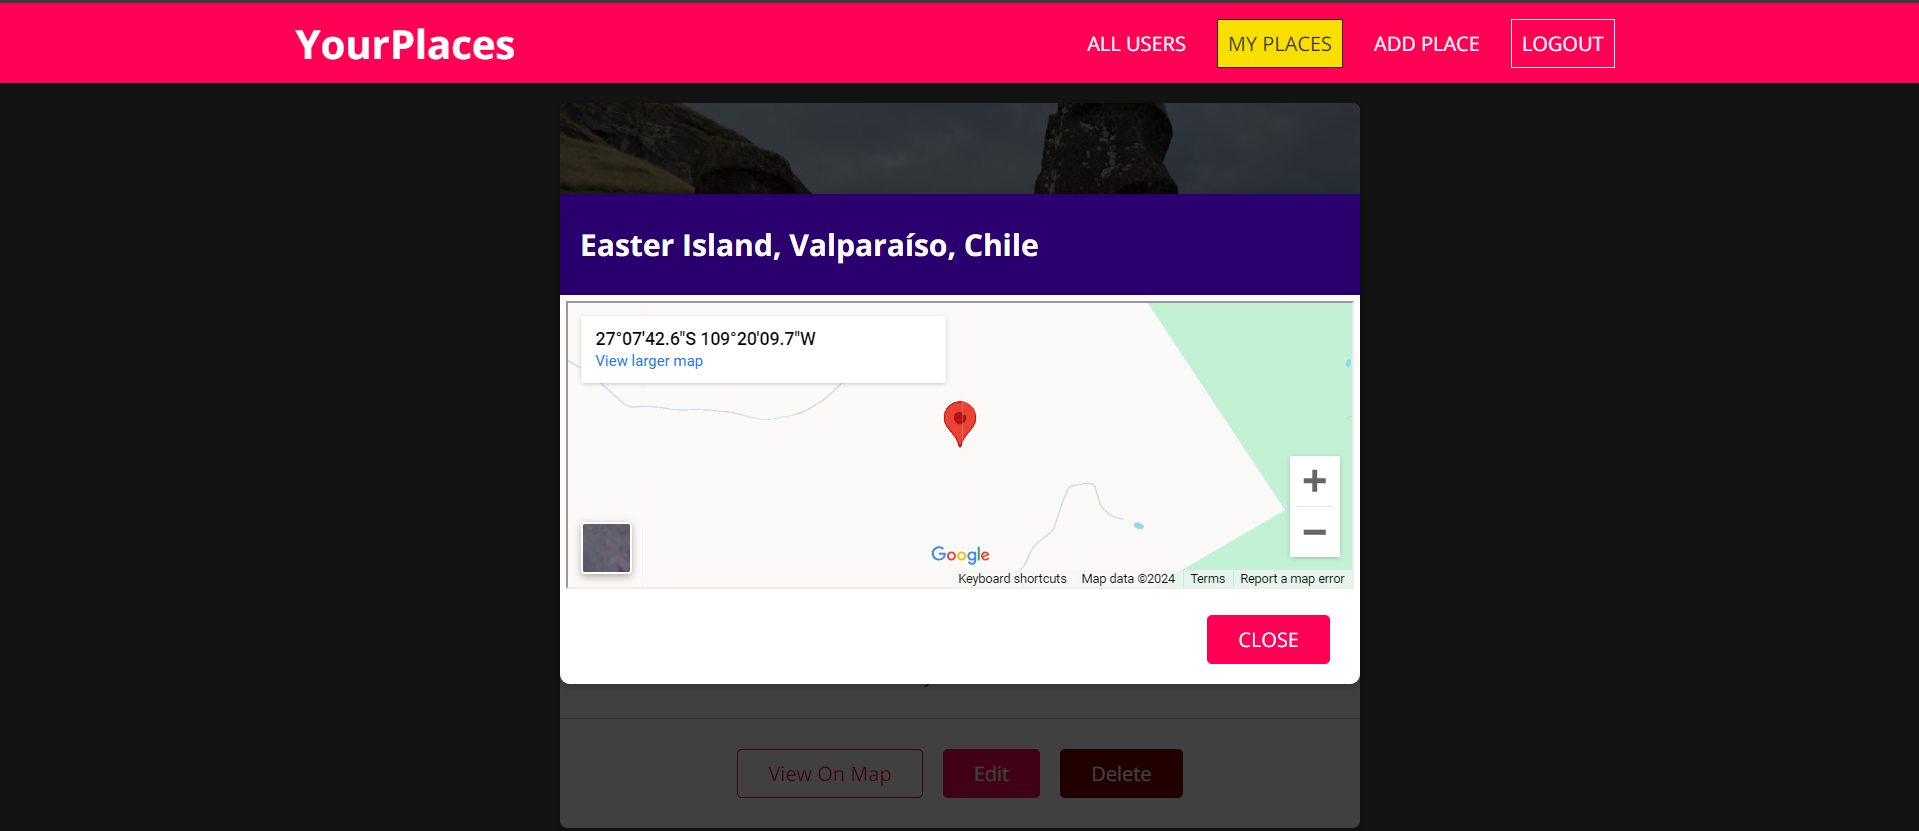 YourPlaces
ALL USERS
MY PLACES
ADD PLACE
LOGOUT
Easter Island, Valparaíso, Chile
27°07'42.6"S 109°20'09.7"W
View larger map
Google
Keyboard shortcuts
Map data ©2024
Terms
Report a map error
CLOSE
View On Map
Edit
Delete